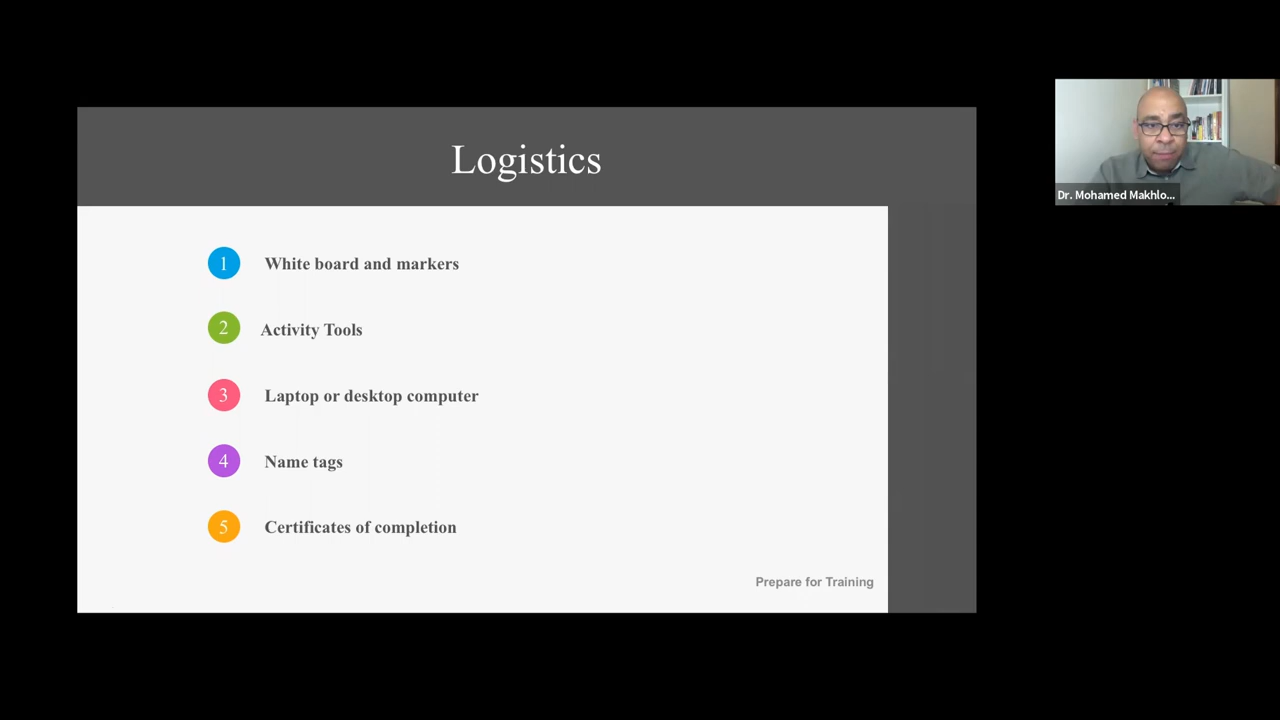 Logistics
1 White board and markers
2 Activity Tools
3 Laptop or desktop computer
4 Name tags
5 Certificates of completion
Prepare for Training
Dr. Mohamed Makhlo...